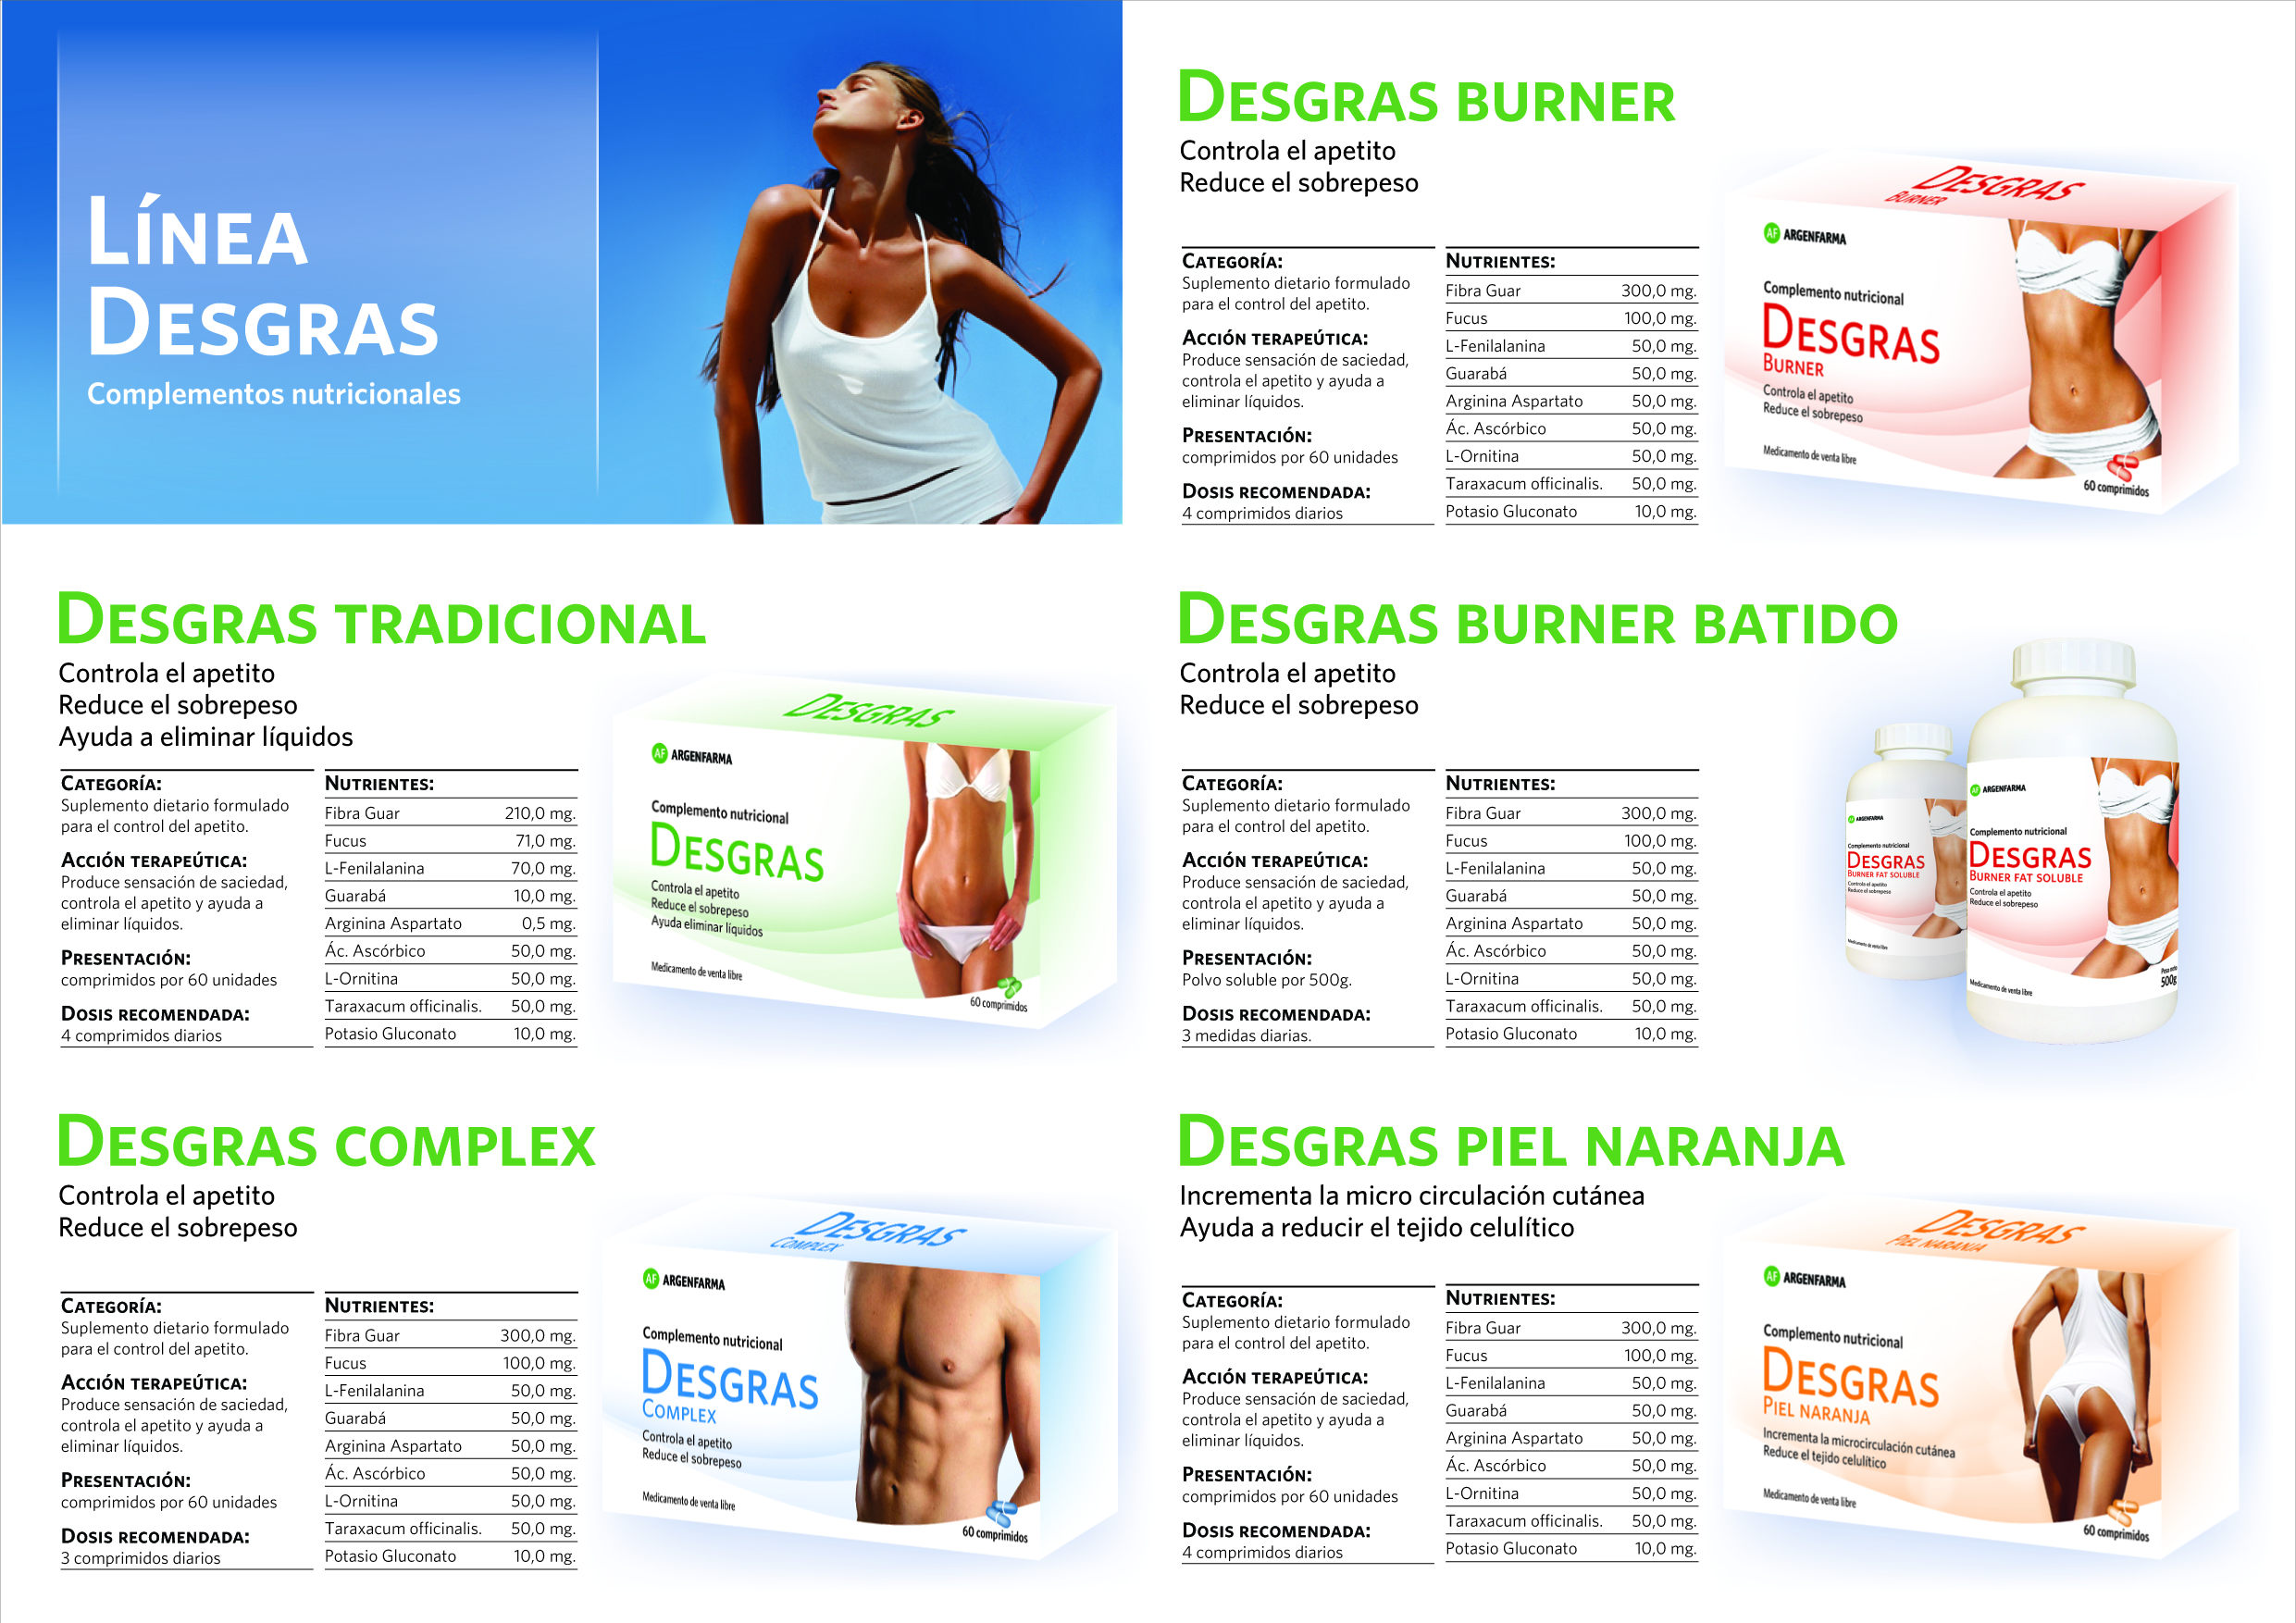 LÍNEA
DESGRAS
Complementos nutricionales
DESGRAS BURNER
Controla el apetito
Reduce el sobrepeso
CATEGORÍA:
Suplemento dietario formulado
para el control del apetito.
ACCIÓN TERAPEÚTICA:
Produce sensación de saciedad,
controla el apetito y ayuda a
eliminar líquidos.
PRESENTACIÓN:
comprimidos por 60 unidades
DOSIS RECOMENDADA:
4 comprimidos diarios
NUTRIENTES:
Fibra Guar 300,0 mg.
Fucus 100,0 mg.
L-Fenilalanina 50,0 mg.
Guarabá 50,0 mg.
Arginina Aspartato 50,0 mg.
Ác. Ascórbico 50,0 mg.
L-Ornitina 50,0 mg.
Taraxacum officinalis. 50,0 mg.
Potasio Gluconato 10,0 mg.
DESGRAS
BURNER
AF ARGENFARMA
Complemento nutricional
DESGRAS
BURNER
Controla el apetito
Reduce el sobrepeso
Medicamento de venta libre
60 comprimidos
DESGRAS TRADICIONAL
Controla el apetito
Reduce el sobrepeso
Ayuda a eliminar líquidos
CATEGORÍA:
Suplemento dietario formulado
para el control del apetito.
ACCIÓN TERAPEÚTICA:
Produce sensación de saciedad,
controla el apetito y ayuda a
eliminar líquidos.
PRESENTACIÓN:
comprimidos por 60 unidades
DOSIS RECOMENDADA:
4 comprimidos diarios
NUTRIENTES:
Fibra Guar 210,0 mg.
Fucus 71,0 mg.
L-Fenilalanina 70,0 mg.
Guarabá 10,0 mg.
Arginina Aspartato 0,5 mg.
Ác. Ascórbico 50,0 mg.
L-Ornitina 50,0 mg.
Taraxacum officinalis. 50,0 mg.
Potasio Gluconato 10,0 mg.
DESGRAS
AF ARGENFARMA
Complemento nutricional
DESGRAS
Controla el apetito
Reduce el sobrepeso
Ayuda eliminar líquidos
Medicamento de venta libre
60 comprimidos
DESGRAS BURNER BATIDO
Controla el apetito
Reduce el sobrepeso
CATEGORÍA:
Suplemento dietario formulado
para el control del apetito.
ACCIÓN TERAPEÚTICA:
Produce sensación de saciedad,
controla el apetito y ayuda a
eliminar líquidos.
PRESENTACIÓN:
Polvo soluble por 500g.
DOSIS RECOMENDADA:
3 medidas diarias.
NUTRIENTES:
Fibra Guar 300,0 mg.
Fucus 100,0 mg.
L-Fenilalanina 50,0 mg.
Guarabá 50,0 mg.
Arginina Aspartato 50,0 mg.
Ác. Ascórbico 50,0 mg.
L-Ornitina 50,0 mg.
Taraxacum officinalis. 50,0 mg.
Potasio Gluconato 10,0 mg.
AF ARGENFARMA
Complemento nutricional
DESGRAS
BURNER FAT SOLUBLE
Controla el apetito
Reduce el sobrepeso
Medicamento de venta libre
AF ARGENFARMA
Complemento nutricional
DESGRAS
BURNER FAT SOLUBLE
Controla el apetito
Reduce el sobrepeso
Medicamento de venta libre
Peso neto
500g
DESGRAS COMPLEX
Controla el apetito
Reduce el sobrepeso
CATEGORÍA:
Suplemento dietario formulado
para el control del apetito.
ACCIÓN TERAPEÚTICA:
Produce sensación de saciedad,
controla el apetito y ayuda a
eliminar líquidos.
PRESENTACIÓN:
comprimidos por 60 unidades
DOSIS RECOMENDADA:
3 comprimidos diarios
NUTRIENTES:
Fibra Guar 300,0 mg.
Fucus 100,0 mg.
L-Fenilalanina 50,0 mg.
Guarabá 50,0 mg.
Arginina Aspartato 50,0 mg.
Ác. Ascórbico 50,0 mg.
L-Ornitina 50,0 mg.
Taraxacum officinalis. 50,0 mg.
Potasio Gluconato 10,0 mg.
DESGRAS
COMPLEX
AF ARGENFARMA
Complemento nutricional
DESGRAS
COMPLEX
Controla el apetito
Reduce el sobrepeso
Medicamento de venta libre
60 comprimidos
DESGRAS PIEL NARANJA
Incrementa la micro circulación cutánea
Ayuda a reducir el tejido celulítico
CATEGORÍA:
Suplemento dietario formulado
para el control del apetito.
ACCIÓN TERAPEÚTICA:
Produce sensación de saciedad,
controla el apetito y ayuda a
eliminar líquidos.
PRESENTACIÓN:
comprimidos por 60 unidades
DOSIS RECOMENDADA:
4 comprimidos diarios
NUTRIENTES:
Fibra Guar 300,0 mg.
Fucus 100,0 mg.
L-Fenilalanina 50,0 mg.
Guarabá 50,0 mg.
Arginina Aspartato 50,0 mg.
Ác. Ascórbico 50,0 mg.
L-Ornitina 50,0 mg.
Taraxacum officinalis. 50,0 mg.
Potasio Gluconato 10,0 mg.
DESGRAS
PIEL NARANJA
AF ARGENFARMA
Complemento nutricional
DESGRAS
PIEL NARANJA
Incrementa la microcirculación cutánea
Reduce el tejido celulítico
Medicamento de venta libre
60 comprimidos